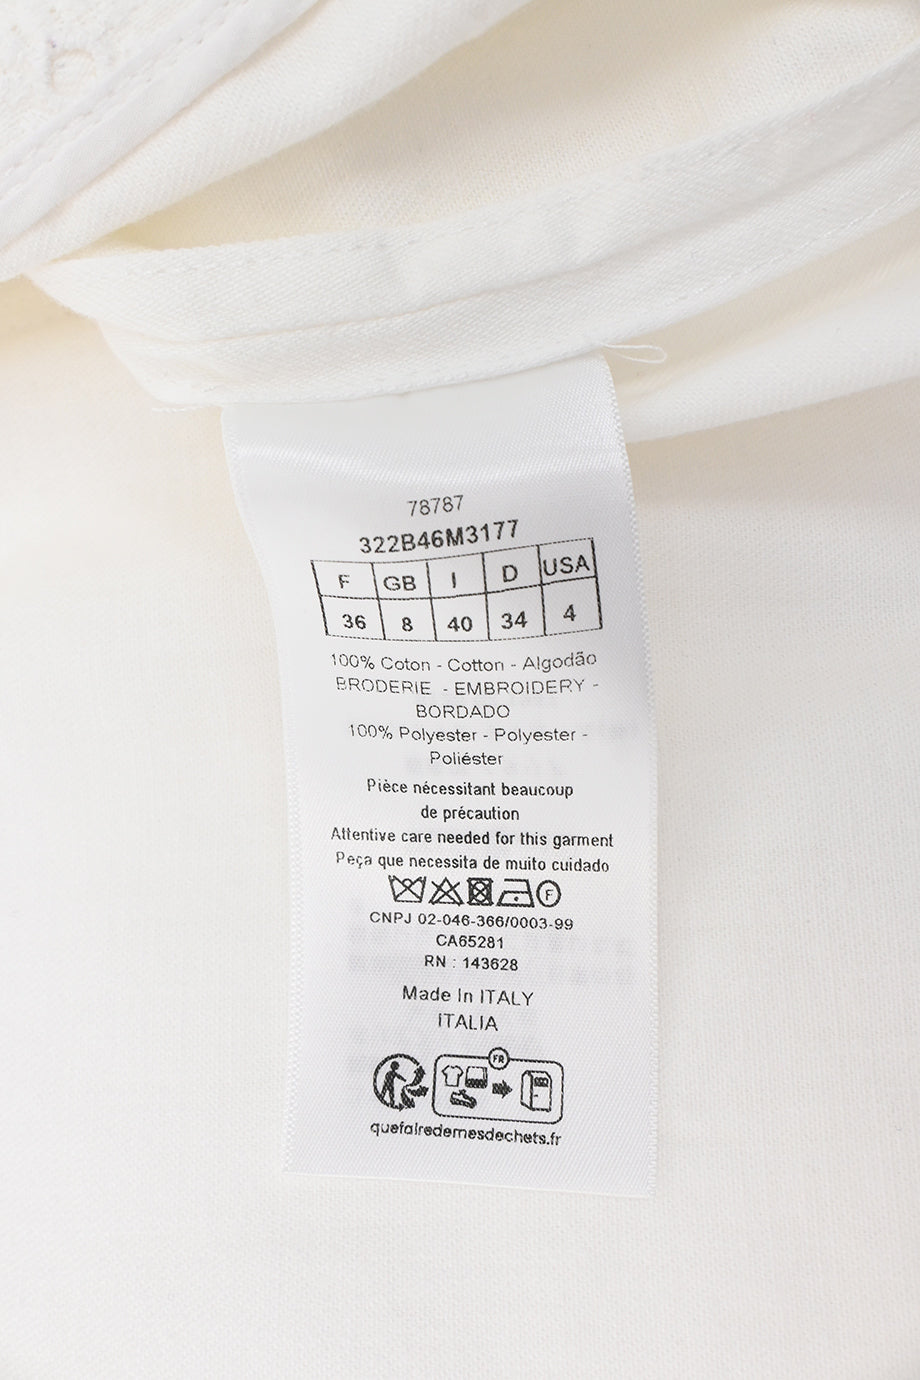 78787
322B46M3177
F GB I D USA
36 8 40 34 4
100% Coton - Cotton - Algodão
BRODERIE - EMBROIDERY -
BORDADO
100% Polyester - Polyester -
Poliéster
Pièce nécessitant beaucoup
de précaution
Attentive care needed for this garment
Peça que necessita de muito cuidado
F
CNPJ 02-046-366/0003-99
CA65281
RN : 143628
Made In ITALY
ITALIA
FR
quefairedemesdechets.fr